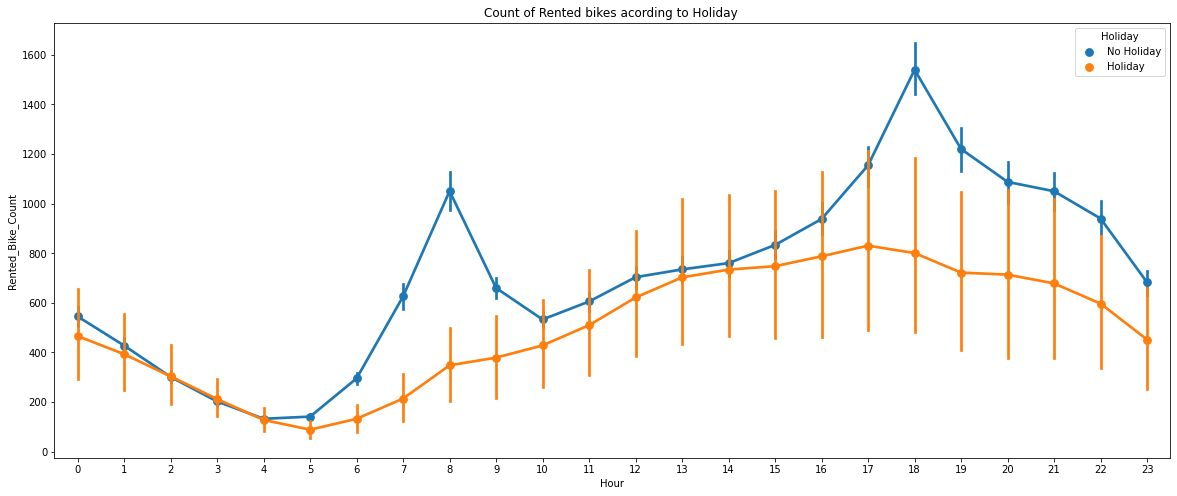 Count of Rented bikes acording to Holiday
Holiday
No Holiday
Holiday
Rented_Bike_Count
1600
1400
1200
1000
800
600
400
200
0
0 1 2 3 4 5 6 7 8 9 10 11 12 13 14 15 16 17 18 19 20 21 22 23
Hour